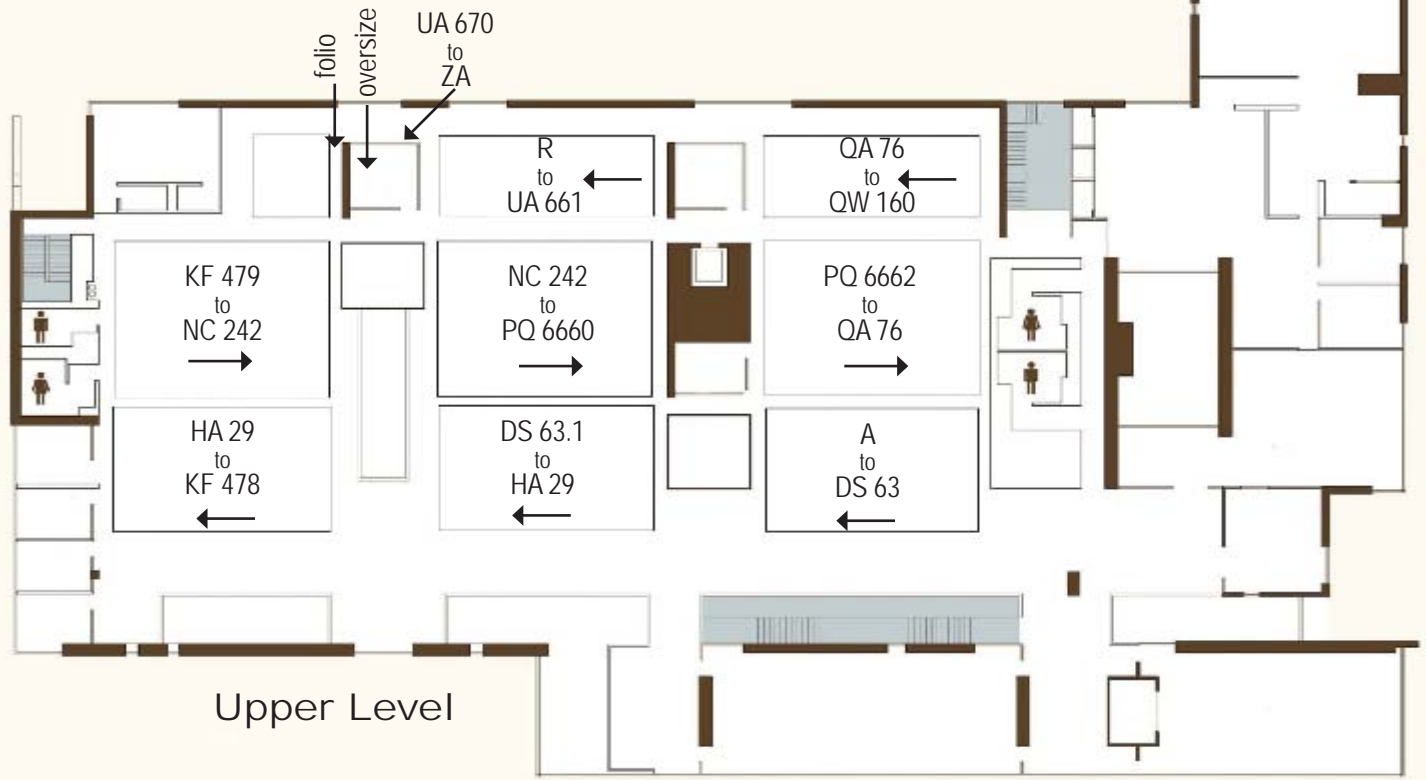 folio
oversize
UA 670
to
ZA
R
to
UA 661
QA 76
to
QW 160
KF 479
to
NC 242
NC 242
to
PQ 6660
PQ 6662
to
QA 76
HA 29
to
KF 478
DS 63.1
to
HA 29
A
to
DS 63
Upper Level